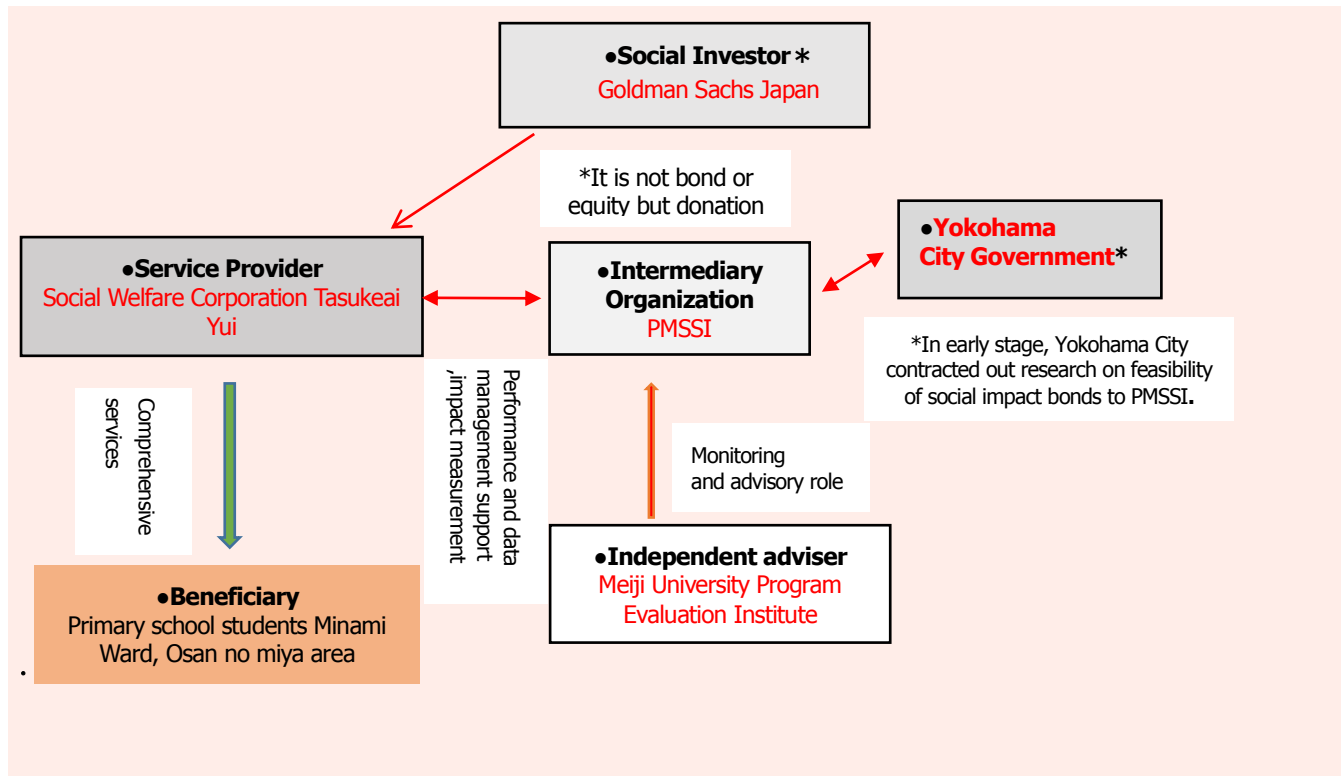 ●Social Investor＊
Goldman Sachs Japan
*It is not bond or
equity but donation
●Yokohama
City Government*
●Service Provider
Social Welfare Corporation Tasukeai
Yui
●Intermediary
Organization
PMSSI
*In early stage, Yokohama City
contracted out research on feasibility
of social impact bonds to PMSSI.
Comprehensive
services
Performance and data
management support
,impact measurement
Monitoring
and advisory role
●Independent adviser
Meiji University Program
Evaluation Institute
●Beneficiary
Primary school students Minami
Ward, Osan no miya area
.